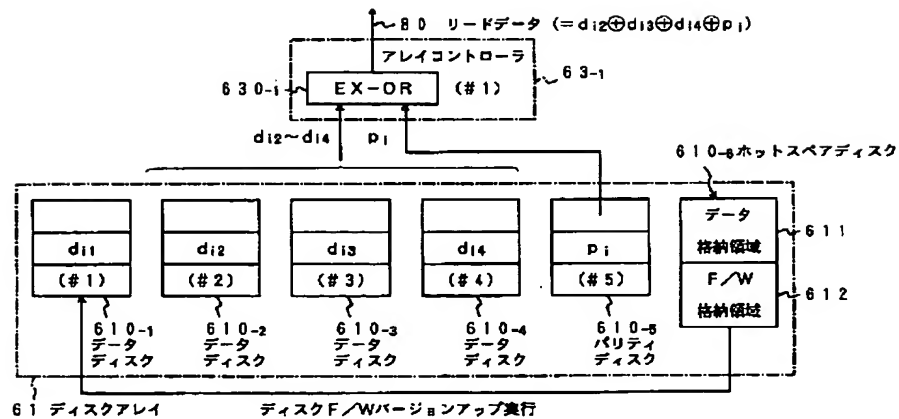 80 リードデータ (=di2⊕di3⊕di4⊕pi)
アレイコントローラ
63-1
630-i
EX-OR
(#1)
di2~di4
pi
610-6ホットスペアディスク
データ
格納領域
611
F/W
格納領域
612
di1
(#1)
di2
(#2)
di3
(#3)
di4
(#4)
pi
(#5)
610-1
データ
ディスク
610-2
データ
ディスク
610-3
データ
ディスク
610-4
データ
ディスク
610-5
パリティ
ディスク
61 ディスクアレイ
ディスクF/Wバージョンアップ実行